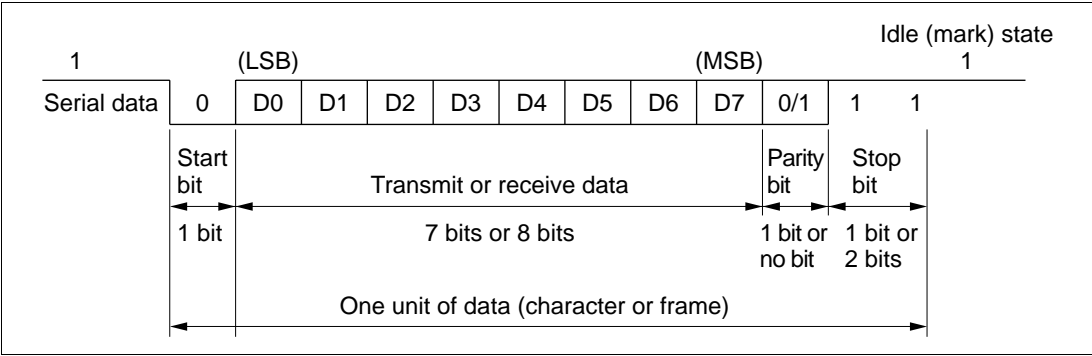 Idle (mark) state
1 (LSB) (MSB) 1
Serial data 0 D0 D1 D2 D3 D4 D5 D6 D7 0/1 1 1
Start
bit
Transmit or receive data
Parity
bit
Stop
bit
1 bit
7 bits or 8 bits
1 bit or
no bit
1 bit or
2 bits
One unit of data (character or frame)